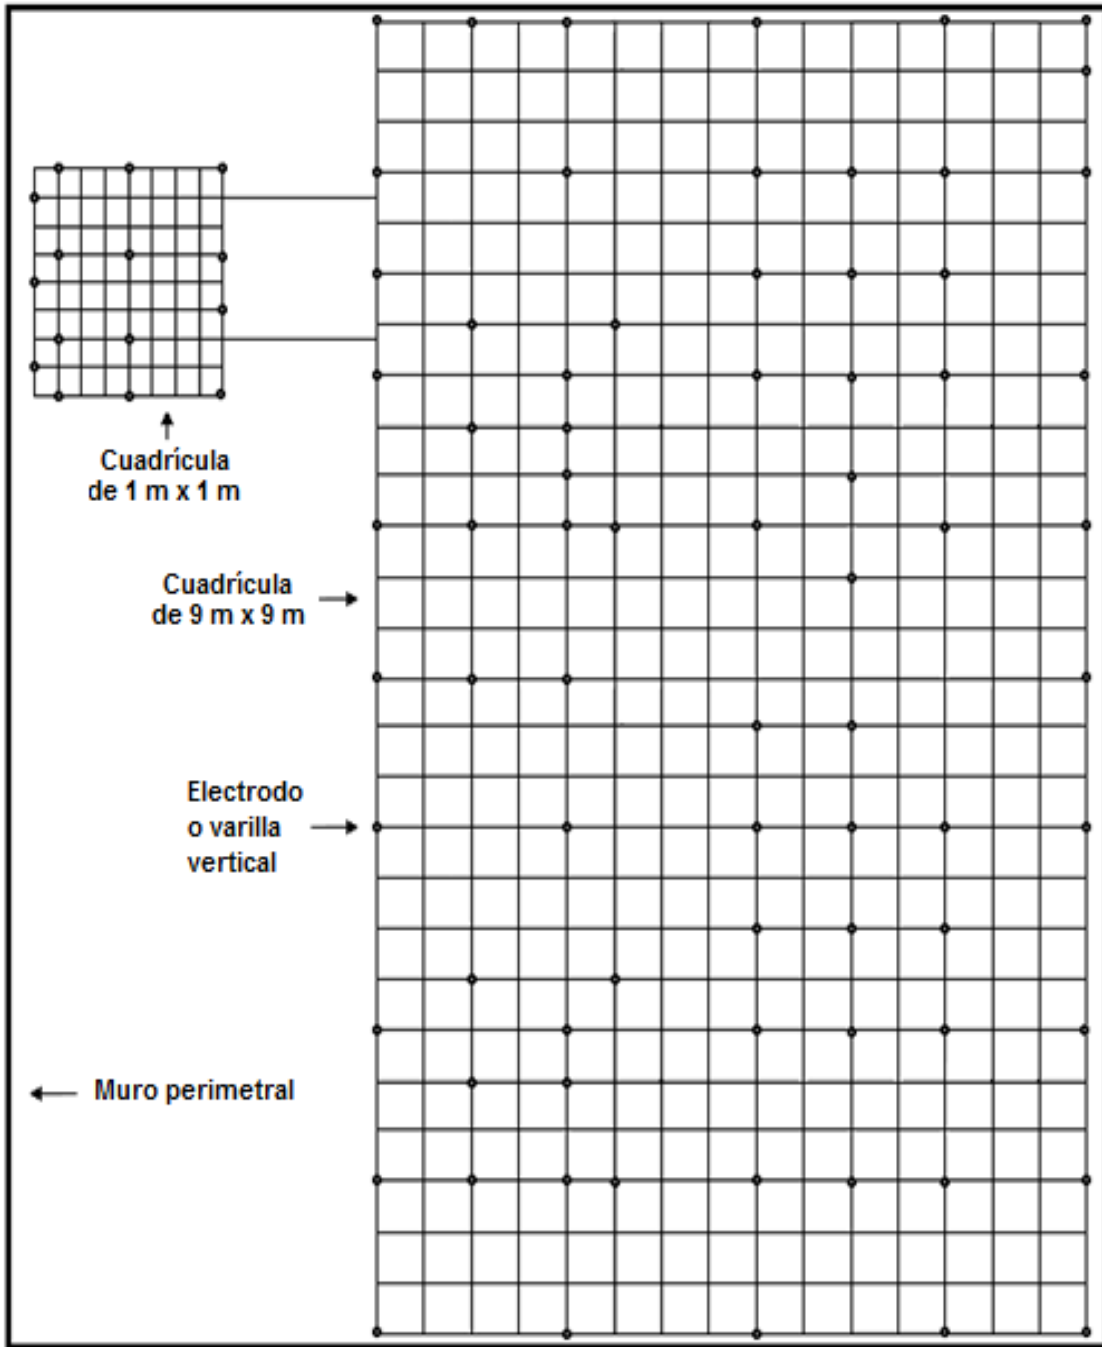 Cuadrícula
de 1 m x 1 m
Cuadrícula
de 9 m x 9 m
Electrodo
o varilla
vertical
Muro perimetral